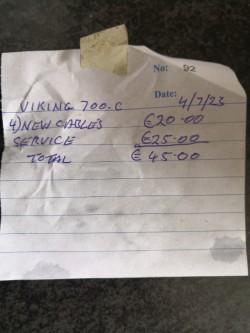 No: 92
Date: 4/7/23
VIKING 700.C
4) NEW CABLES €20.00
SERVICE €25.00
TOTAL € 45.00